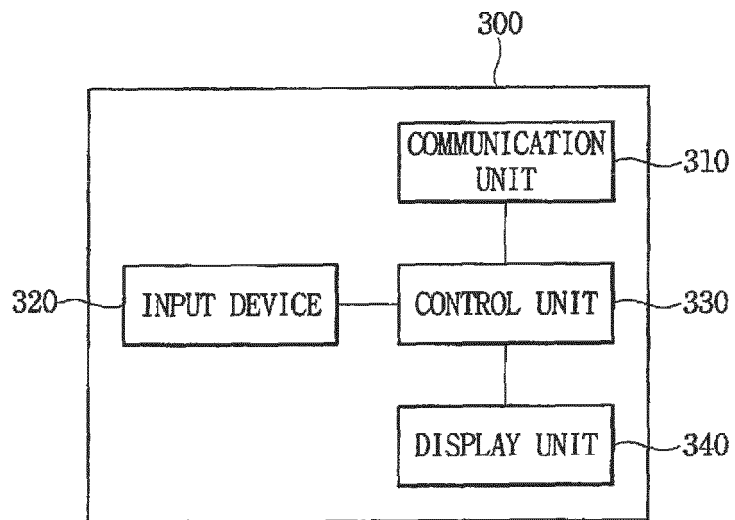 300
COMMUNICATION
UNIT
310
320
INPUT DEVICE
CONTROL UNIT
330
DISPLAY UNIT
340